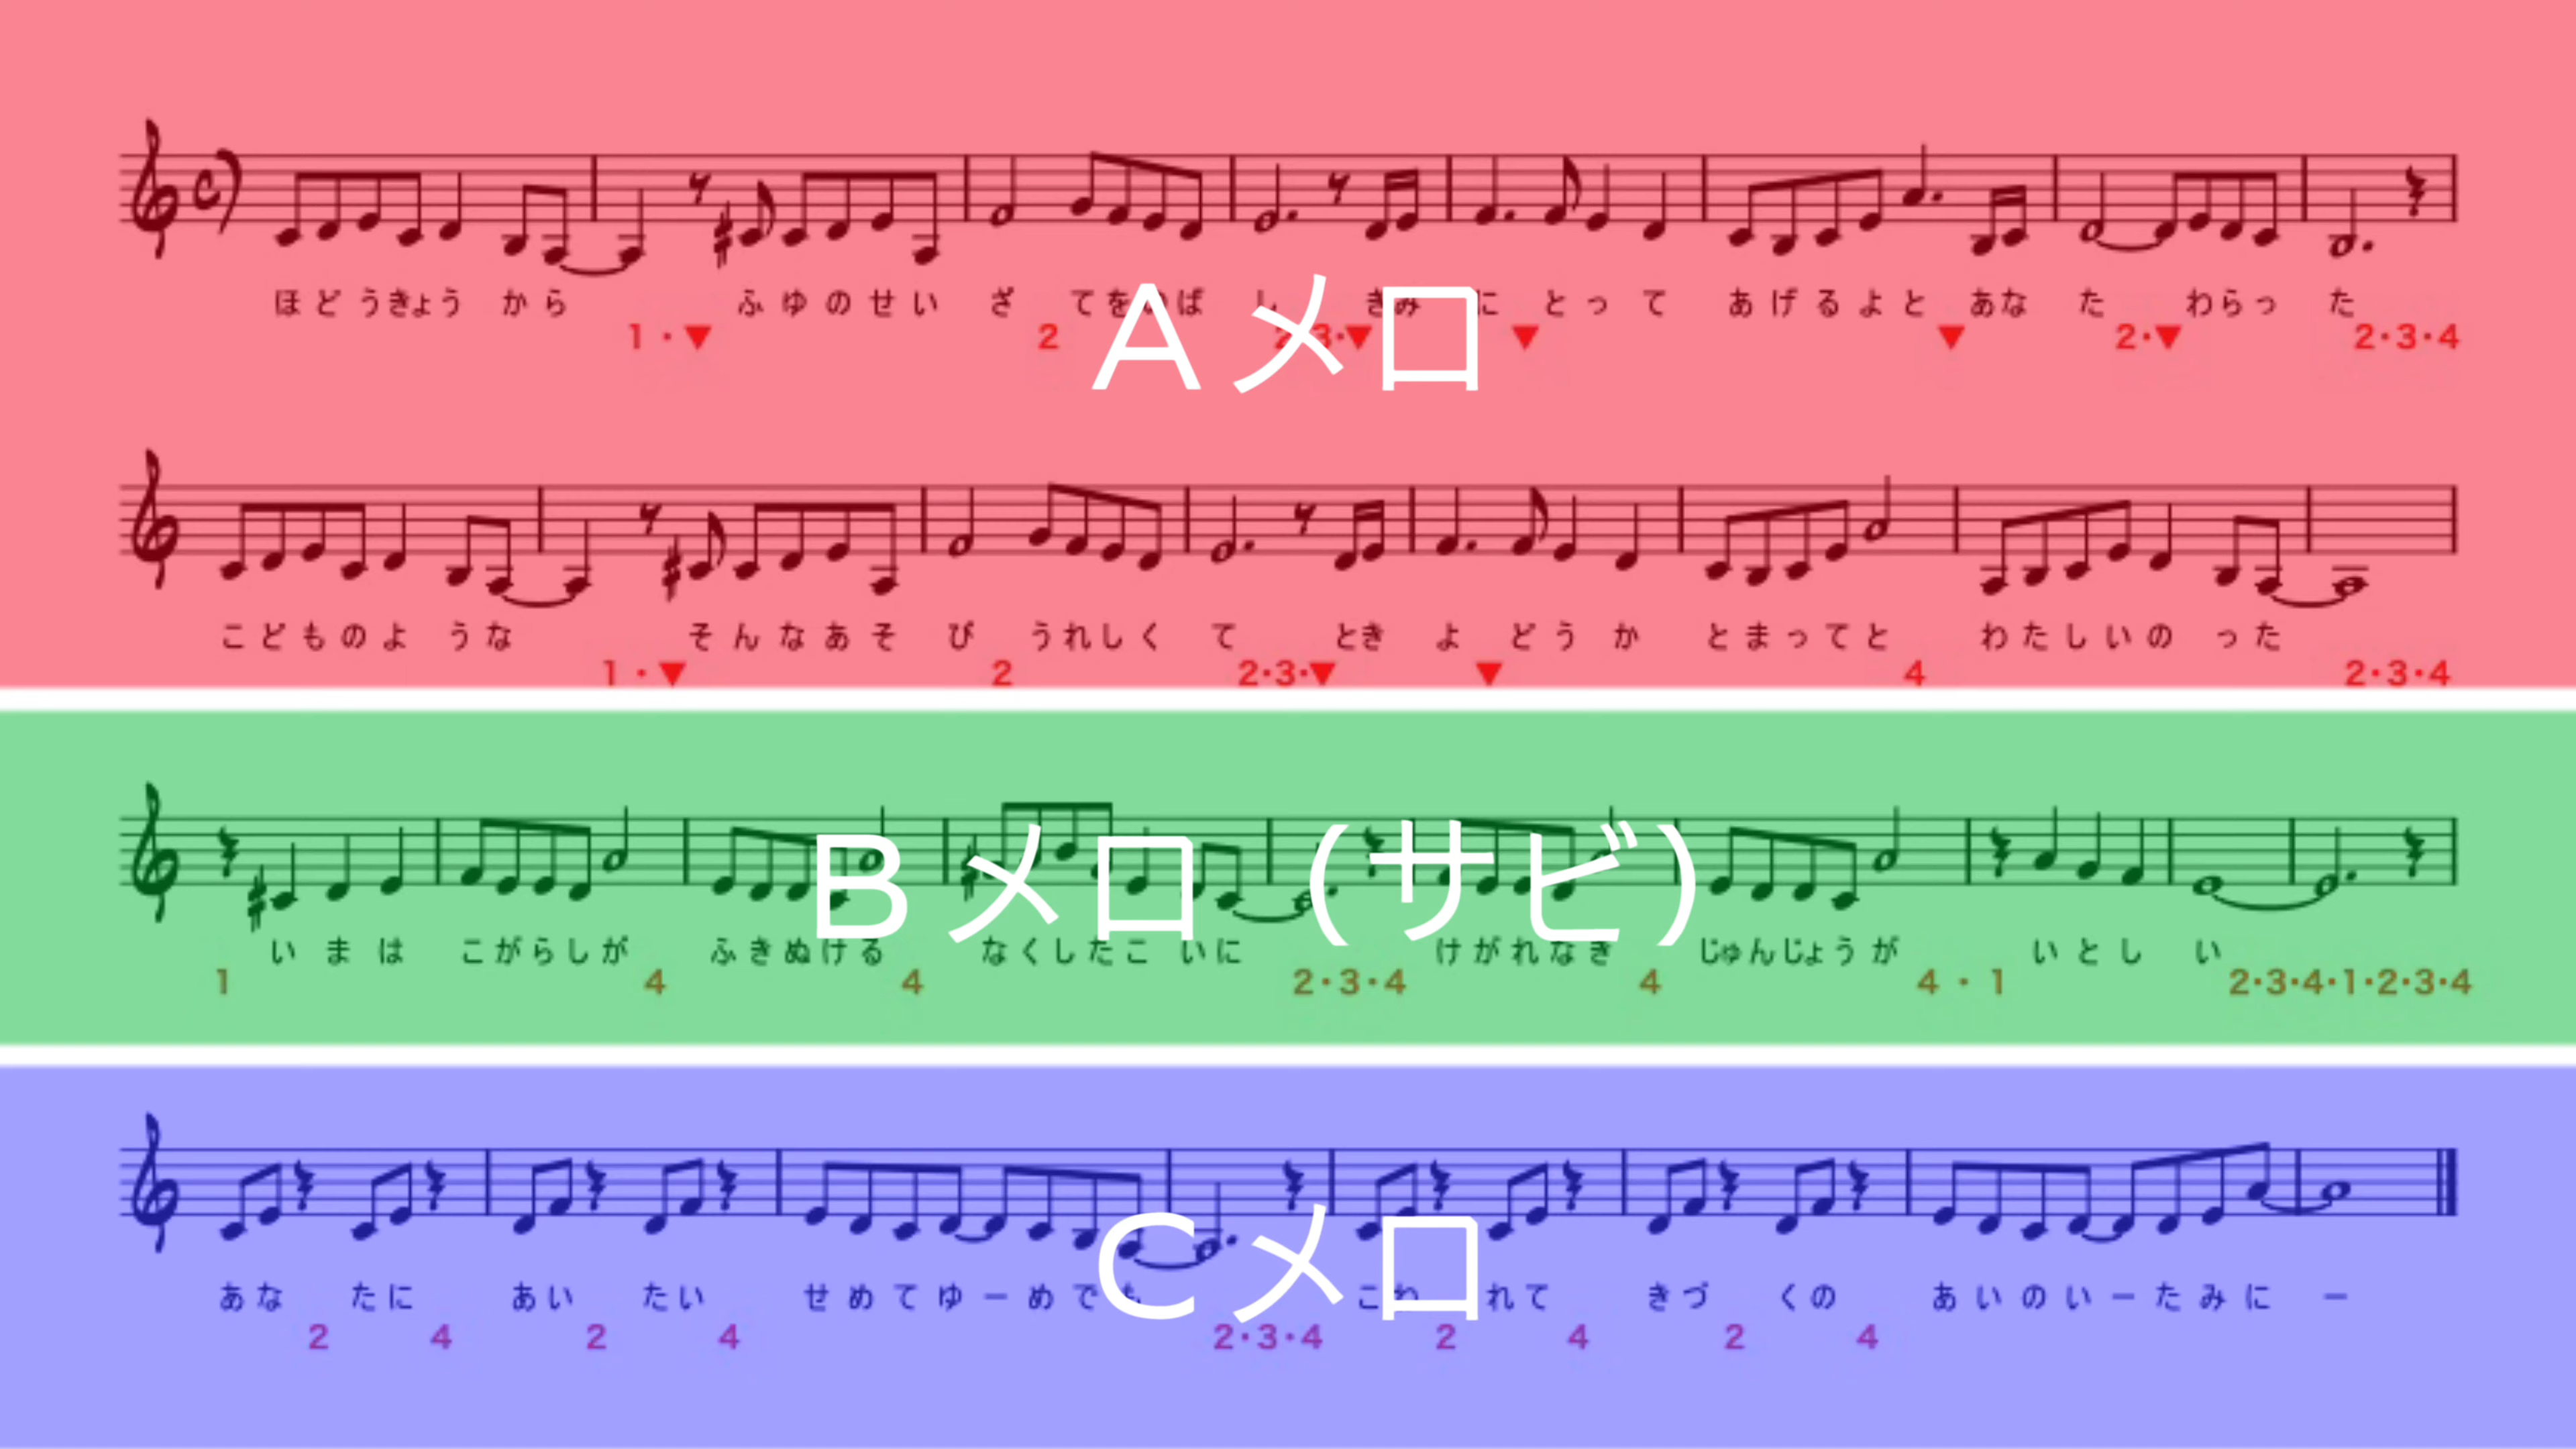 ほどうきょう から ふゆのせい ざ てをのば し きみ に とっ て あげるよと あな た わらっ た
1・▼ 2 2・3・▼ ▼ ▼ 2・▼ 2・3・4
Aメロ
こどものよ うな そんなあそ び うれしく て とき よ どう か とまってと わたしいの った
1・▼ 2 2・3・▼ ▼ 4 2・3・4
Bメロ(サビ)
いまは こがらしが ふきぬける なくしたこ いに けがれなき じゅんじょうが いとし い
1 4 4 2・3・4 4 4・1 2・3・4・1・2・3・4
Cメロ
あな たに あい たい せめてゆーめでも こわ れて きづ くの あいのいーたみに ー
2 4 2 4 2・3・4 2 4 2 4